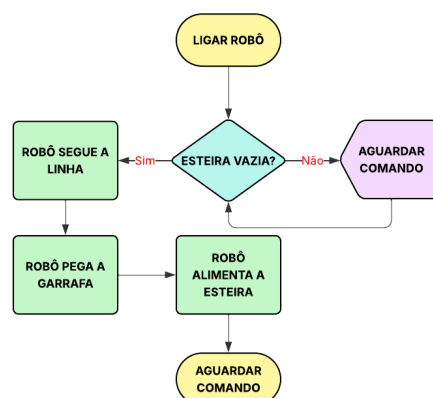 LIGAR ROBÔ
ESTEIRA VAZIA?
Sim
Não
AGUARDAR
COMANDO
ROBÔ SEGUE A
LINHA
ROBÔ PEGA A
GARRAFA
ROBÔ
ALIMENTA A
ESTEIRA
AGUARDAR
COMANDO